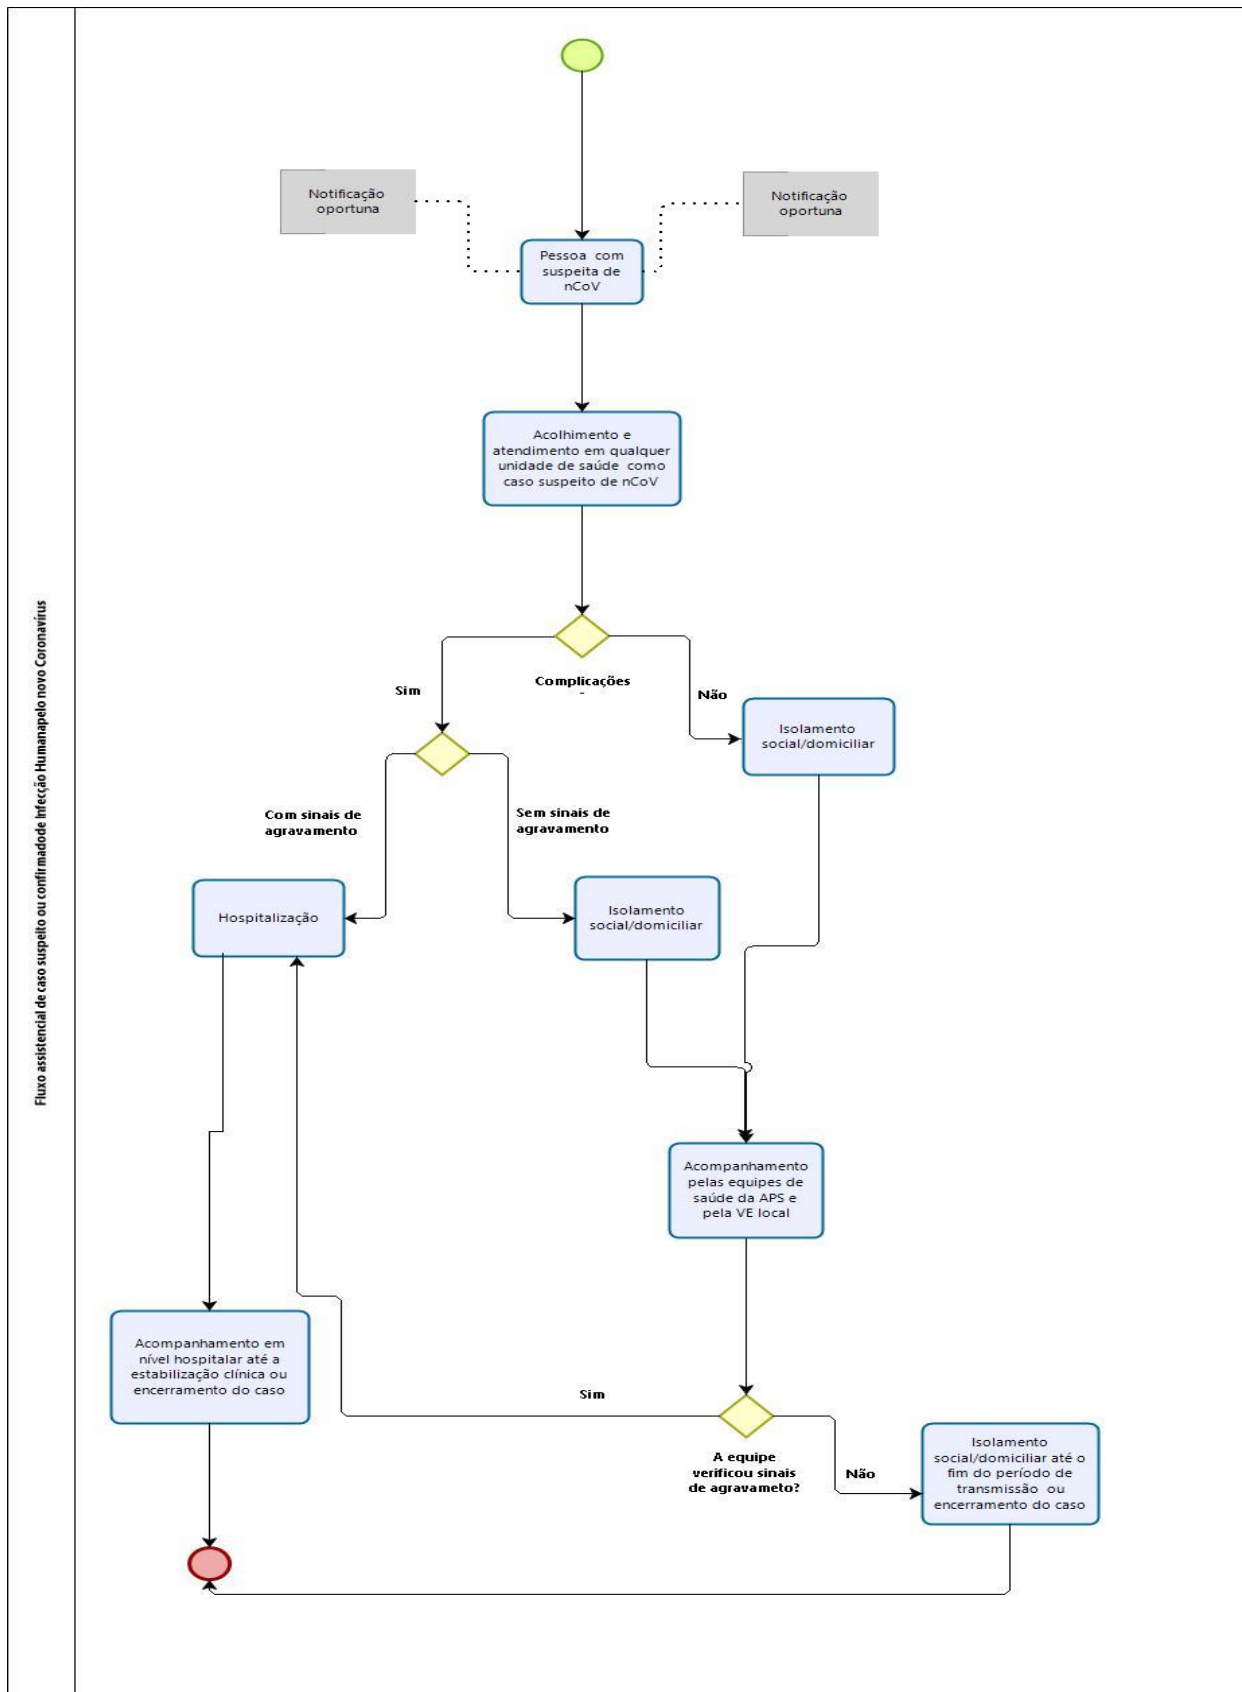 Fluxo assistencial de caso suspeito ou confirmadode Infecção Humanapelo novo Coronavírus
Notificação
oportuna
Notificação
oportuna
Pessoa com
suspeita de
nCoV
Acolhimento e
atendimento em qualquer
unidade de saúde como
caso suspeito de nCoV
Complicações
-
Sim
Não
Isolamento
social/domiciliar
Com sinais de
agravamento
Sem sinais de
agravamento
Hospitalização
Isolamento
social/domiciliar
Acompanhamento
pelas equipes de
saúde da APS e
pela VE local
Acompanhamento em
nível hospitalar até a
estabilização clínica ou
encerramento do caso
Sim
A equipe
verificou sinais
de agravameto?
Não
Isolamento
social/domiciliar até o
fim do período de
transmissão ou
encerramento do caso